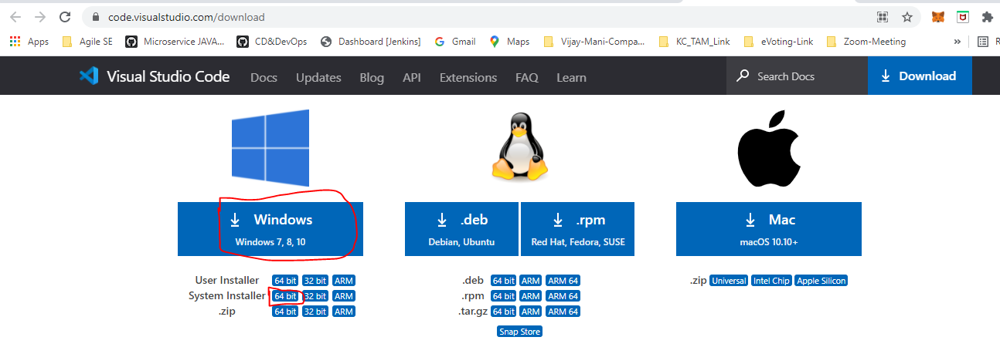 code.visualstudio.com/download
Apps Agile SE Microservice JAVA... CD&DevOps Dashboard [Jenkins] Gmail Maps Vijay-Mani-Compa... KC_TAM_Link eVoting-Link Zoom-Meeting » R
Visual Studio Code Docs Updates Blog API Extensions FAQ Learn Search Docs Download
Windows
Windows 7, 8, 10
.deb
Debian, Ubuntu
.rpm
Red Hat, Fedora, SUSE
Mac
macOS 10.10+
User Installer 64 bit 32 bit ARM
System Installer 64 bit 32 bit ARM
.zip 64 bit 32 bit ARM
.deb 64 bit ARM ARM 64
.rpm 64 bit ARM ARM 64
.tar.gz 64 bit ARM ARM 64
Snap Store
.zip Universal Intel Chip Apple Silicon